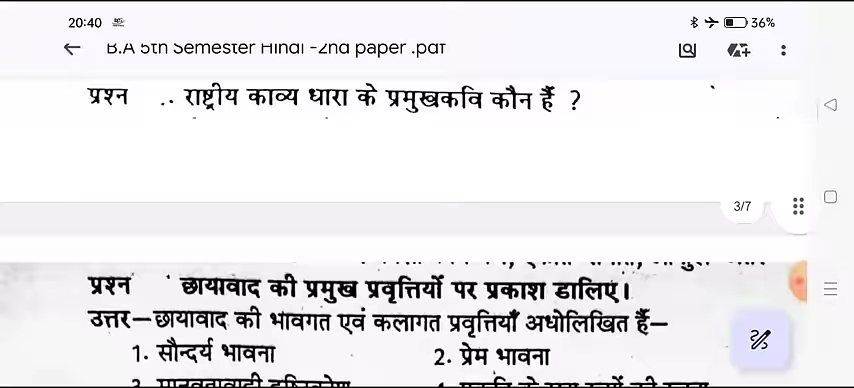 20:40 36%
B.A 5th Semester Hindi -2nd paper .pdf
प्रश्न .. राष्ट्रीय काव्य धारा के प्रमुखकवि कौन हैं ?
3/7
प्रश्न छायावाद की प्रमुख प्रवृत्तियों पर प्रकाश डालिए।
उत्तर—छायावाद की भावगत एवं कलागत प्रवृत्तियाँ अधोलिखित हैं—
1. सौन्दर्य भावना 2. प्रेम भावना